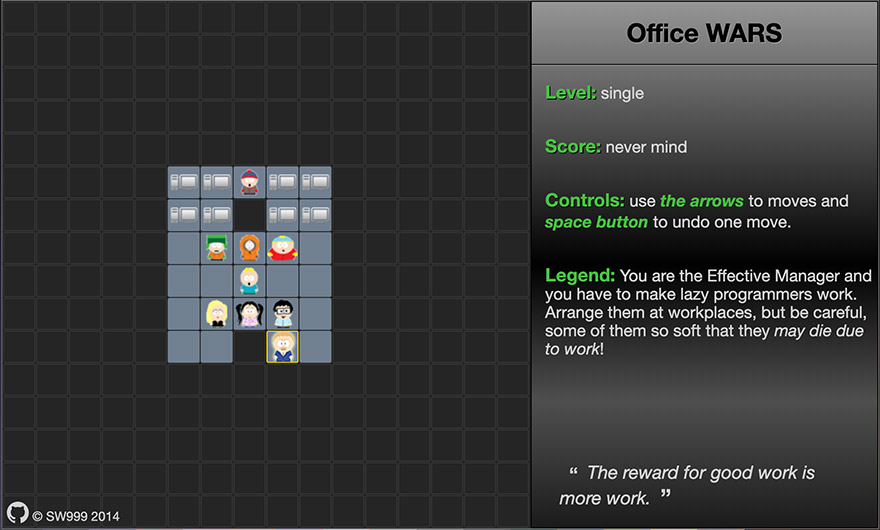 Office WARS
Level: single
Score: never mind
Controls: use the arrows to moves and
space button to undo one move.
Legend: You are the Effective Manager and
you have to make lazy programmers work.
Arrange them at workplaces, but be careful,
some of them so soft that they may die due
to work!
“ The reward for good work is
more work. ”
© SW999 2014